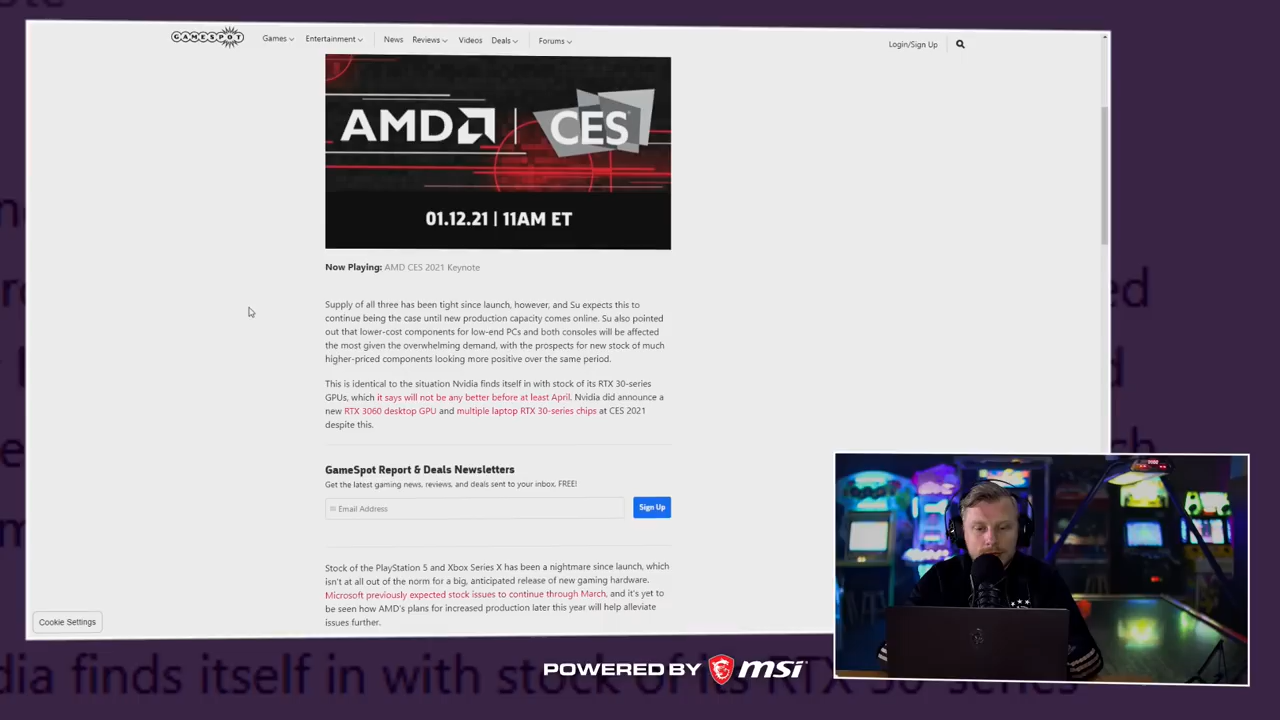 GAMESPOT
Games Entertainment News Reviews Videos Deals Forums
Login/Sign Up
AMD CES
01.12.21 | 11AM ET
Now Playing: AMD CES 2021 Keynote
Supply of all three has been tight since launch, however, and Su expects this to
continue being the case until new production capacity comes online. Su also pointed
out that lower-cost components for low-end PCs and both consoles will be affected
the most given the overwhelming demand, with the prospects for new stock of much
higher-priced components looking more positive over the same period.
This is identical to the situation Nvidia finds itself in with stock of its RTX 30-series
GPUs, which it says will not be any better before at least April. Nvidia did announce a
new RTX 3060 desktop GPU and multiple laptop RTX 30-series chips at CES 2021
despite this.
GameSpot Report & Deals Newsletters
Get the latest gaming news, reviews, and deals sent to your inbox, FREE!
Email Address
Sign Up
Stock of the PlayStation 5 and Xbox Series X has been a nightmare since launch, which
isn't at all out of the norm for a big, anticipated release of new gaming hardware.
Microsoft previously expected stock issues to continue through March, and it's yet to
be seen how AMD's plans for increased production later this year will help alleviate
issues further.
Cookie Settings
POWERED BY msi
dia finds itself in with stock of its RTX 30-series